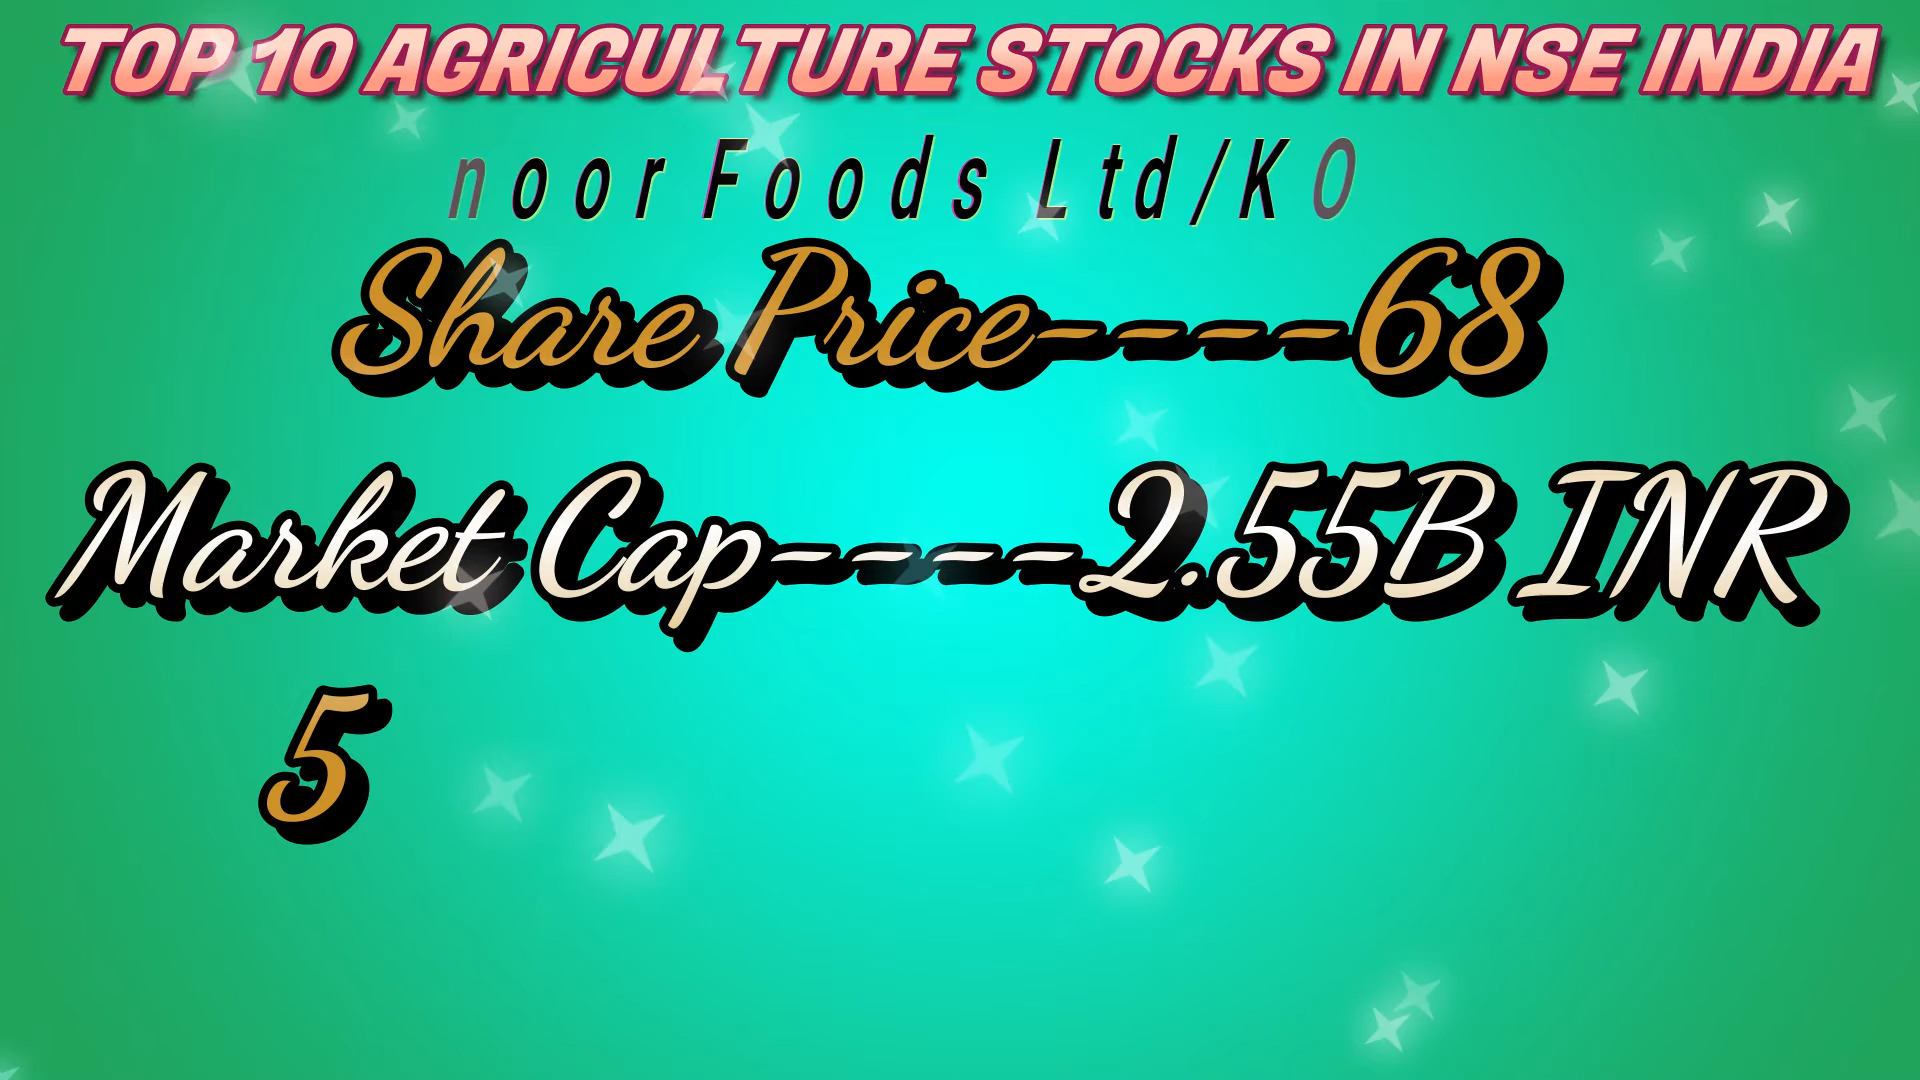 TOP 10 AGRICULTURE STOCKS IN NSE INDIA
noor Foods Ltd/KO
Share Price----68
Market Cap----2.55B INR
5